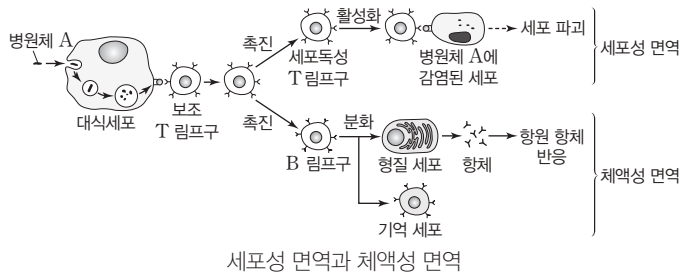 병원체 A
대식세포
보조
T 림프구
촉진
촉진
세포독성
T 림프구
활성화
병원체 A에
감염된 세포
세포 파괴
세포성 면역
B 림프구
분화
형질 세포
항체
항원 항체
반응
기억 세포
체액성 면역
세포성 면역과 체액성 면역